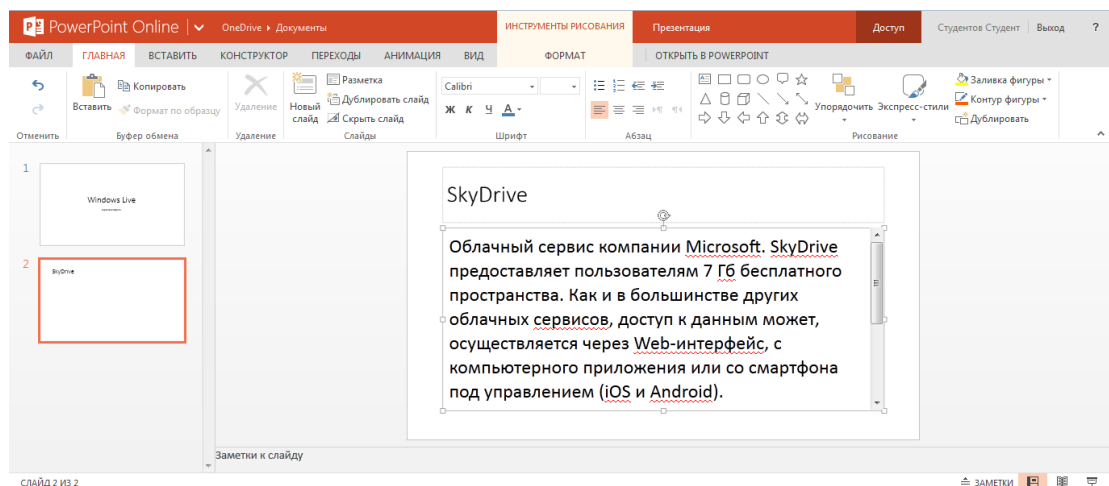 PowerPoint Online OneDrive ▸ Документы ИНСТРУМЕНТЫ РИСОВАНИЯ Презентация Доступ Студентов Студент Выход ?
ФАЙЛ ГЛАВНАЯ ВСТАВИТЬ КОНСТРУКТОР ПЕРЕХОДЫ АНИМАЦИЯ ВИД ФОРМАТ ОТКРЫТЬ В POWERPOINT
Вставить Копировать Формат по образцу
Удаление
Новый слайд Разметка Дублировать слайд Скрыть слайд
Calibri
Ж К Ч А
Упорядочить Экспресс-стили Заливка фигуры Контур фигуры Дублировать
Отменить Буфер обмена Удаление Слайды Шрифт Абзац Рисование
1
Windows Live
2
SkyDrive
SkyDrive
Облачный сервис компании Microsoft. SkyDrive
предоставляет пользователям 7 Гб бесплатного
пространства. Как и в большинстве других
облачных сервисов, доступ к данным может,
осуществляется через Web-интерфейс, с
компьютерного приложения или со смартфона
под управлением (iOS и Android).
Заметки к слайду
СЛАЙД 2 ИЗ 2 ЗАМЕТКИ